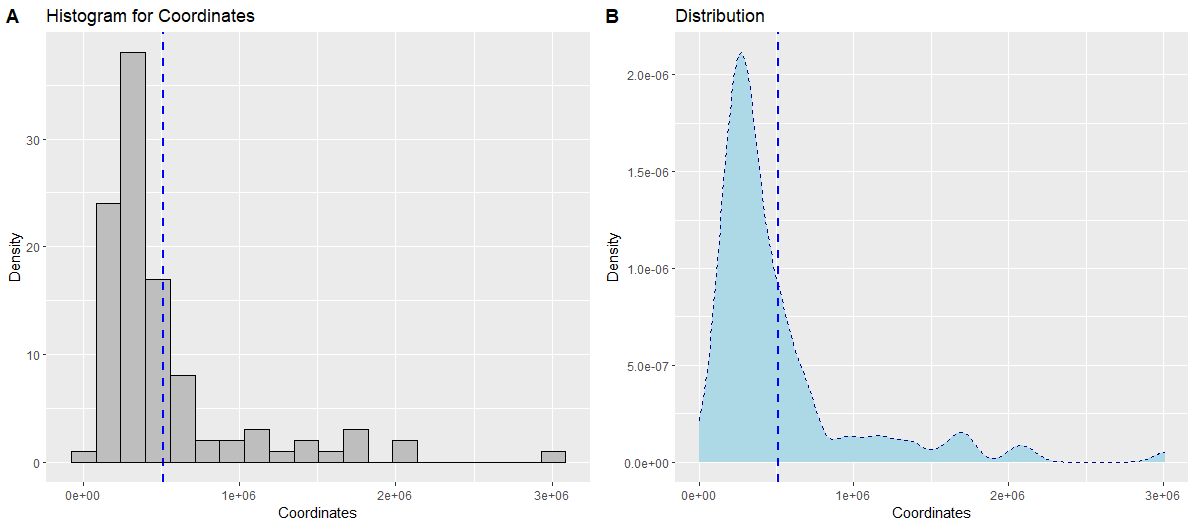 A Histogram for Coordinates
Density
30
20
10
0
0e+00 1e+06 2e+06 3e+06
Coordinates
B Distribution
Density
2.0e-06
1.5e-06
1.0e-06
5.0e-07
0.0e+00
0e+00 1e+06 2e+06 3e+06
Coordinates